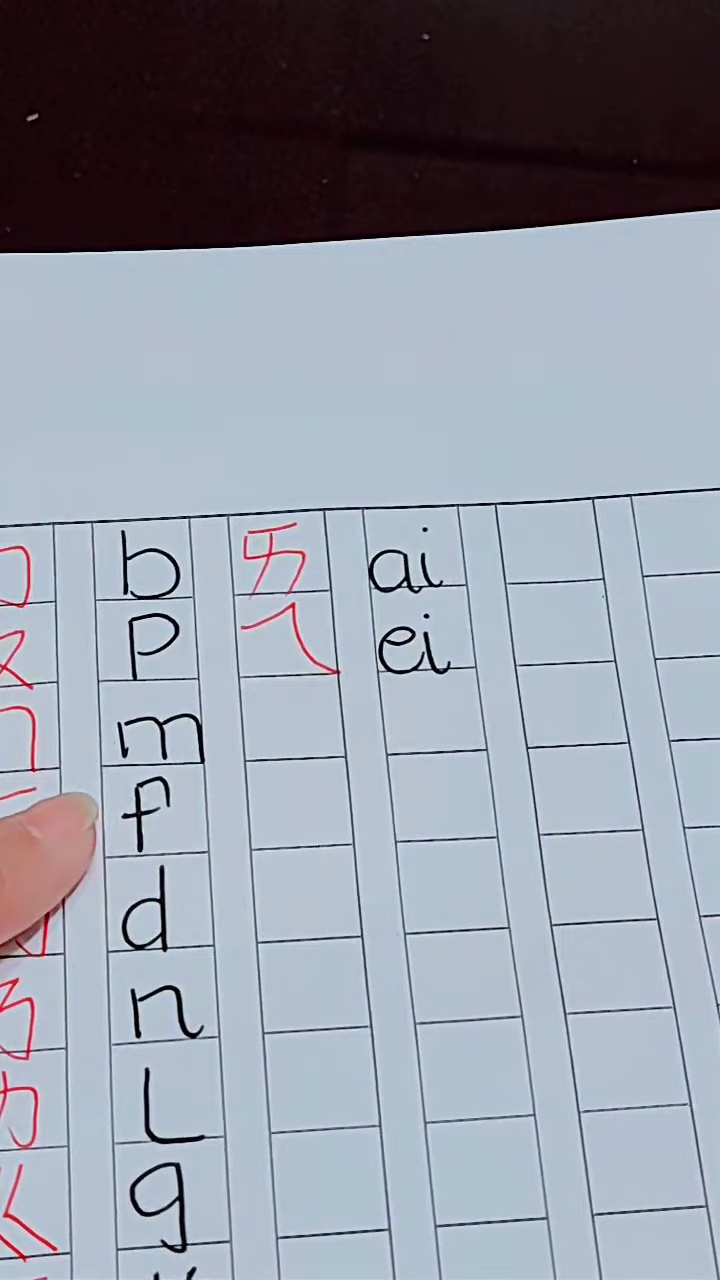 ㄅ b ㄞ ai
ㄆ p ㄟ ei
ㄇ m
ㄈ f
d
ㄋ n
ㄌ L
ㄍ g